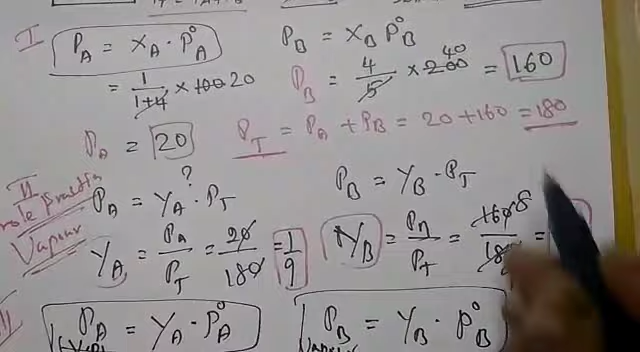 I P_A = X_A · P°_A
P_B = X_B P°_B
= 1/(1+4) × 100 20
P_B = 4/5 × 200 40 = 160
P_A = 20
P_T = P_A + P_B = 20 + 160 = 180
II
mole fraction
Vapour
?
P_A = Y_A · P_T
P_B = Y_B · P_T
Y_A = P_A/P_T = 20/180 = 1/9
Y_B = P_B/P_T = 160 8/180 =
P_A = Y_A · P°_A
P_B = Y_B · P°_B